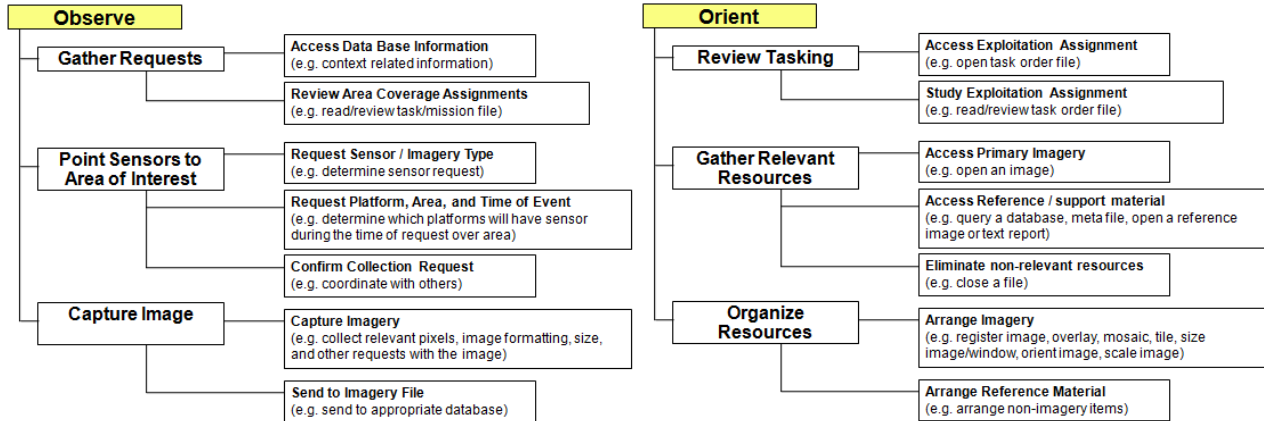 Observe
Gather Requests
Access Data Base Information
(e.g. context related information)
Review Area Coverage Assignments
(e.g. read/review task/mission file)
Point Sensors to
Area of Interest
Request Sensor / Imagery Type
(e.g. determine sensor request)
Request Platform, Area, and Time of Event
(e.g. determine which platforms will have sensor
during the time of request over area)
Confirm Collection Request
(e.g. coordinate with others)
Capture Image
Capture Imagery
(e.g. collect relevant pixels, image formatting, size,
and other requests with the image)
Send to Imagery File
(e.g. send to appropriate database)
Orient
Review Tasking
Access Exploitation Assignment
(e.g. open task order file)
Study Exploitation Assignment
(e.g. read/review task order file)
Gather Relevant
Resources
Access Primary Imagery
(e.g. open an image)
Access Reference / support material
(e.g. query a database, meta file, open a reference
image or text report)
Eliminate non-relevant resources
(e.g. close a file)
Organize
Resources
Arrange Imagery
(e.g. register image, overlay, mosaic, tile, size
image/window, orient image, scale image)
Arrange Reference Material
(e.g. arrange non-imagery items)